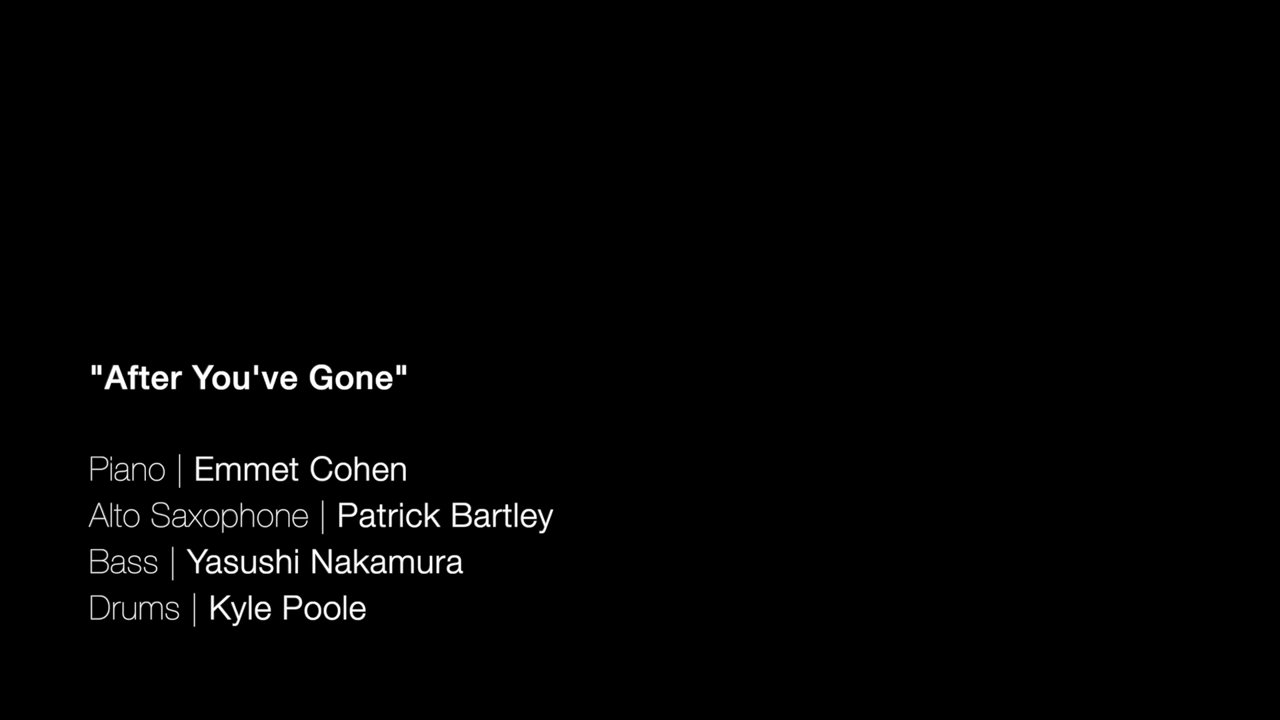 "After You've Gone"
Piano | Emmet Cohen
Alto Saxophone | Patrick Bartley
Bass | Yasushi Nakamura
Drums | Kyle Poole